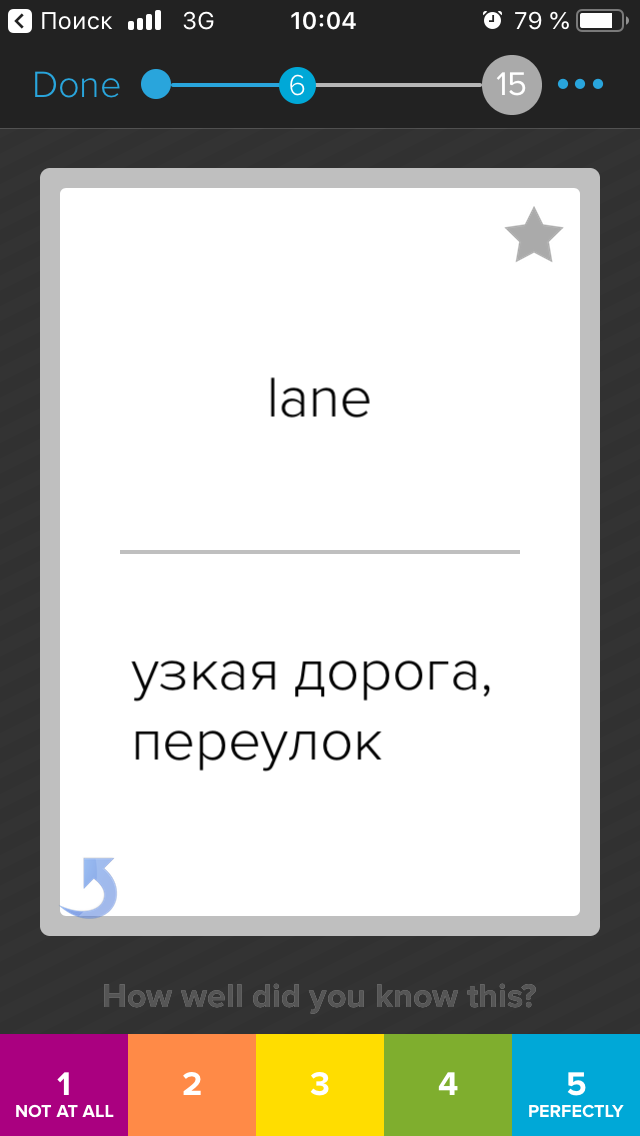 Поиск 3G 10:04 79 %
Done 6 15
lane
узкая дорога,
переулок
How well did you know this?
1 2 3 4 5
NOT AT ALL PERFECTLY